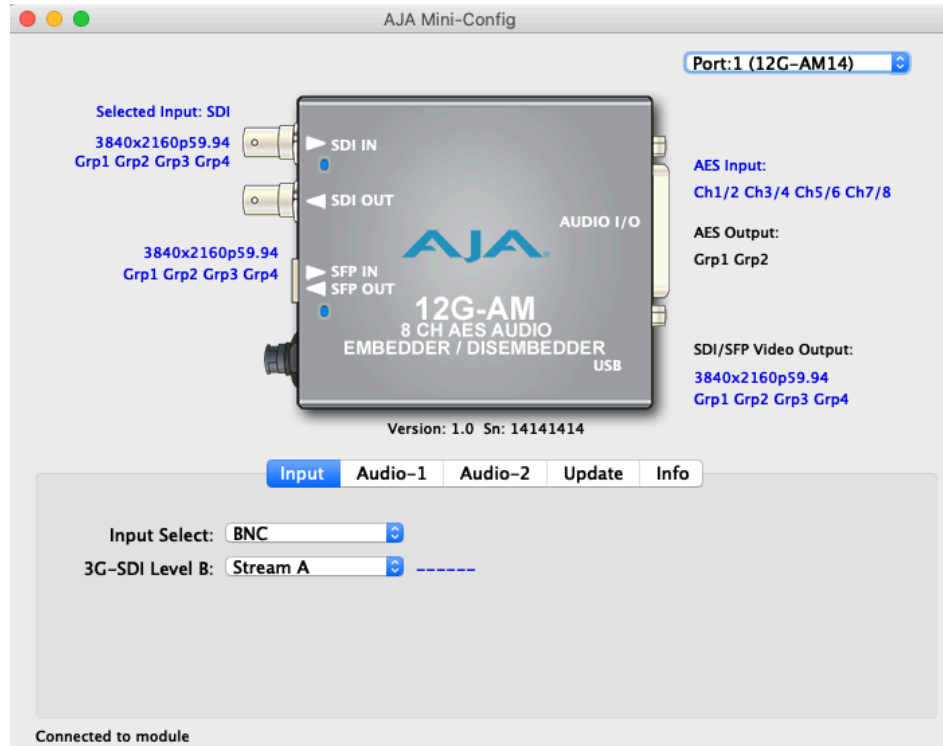 AJA Mini-Config
Port:1 (12G-AM14)
Selected Input: SDI
3840x2160p59.94
Grp1 Grp2 Grp3 Grp4
SDI IN
SDI OUT
AUDIO I/O
AES Input:
Ch1/2 Ch3/4 Ch5/6 Ch7/8
AES Output:
Grp1 Grp2
3840x2160p59.94
Grp1 Grp2 Grp3 Grp4
AJA
SFP IN
SFP OUT
12G-AM
8 CH AES AUDIO
EMBEDDER / DISEMBEDDER
USB
SDI/SFP Video Output:
3840x2160p59.94
Grp1 Grp2 Grp3 Grp4
Version: 1.0 Sn: 14141414
Input Audio-1 Audio-2 Update Info
Input Select: BNC
3G-SDI Level B: Stream A ------
Connected to module